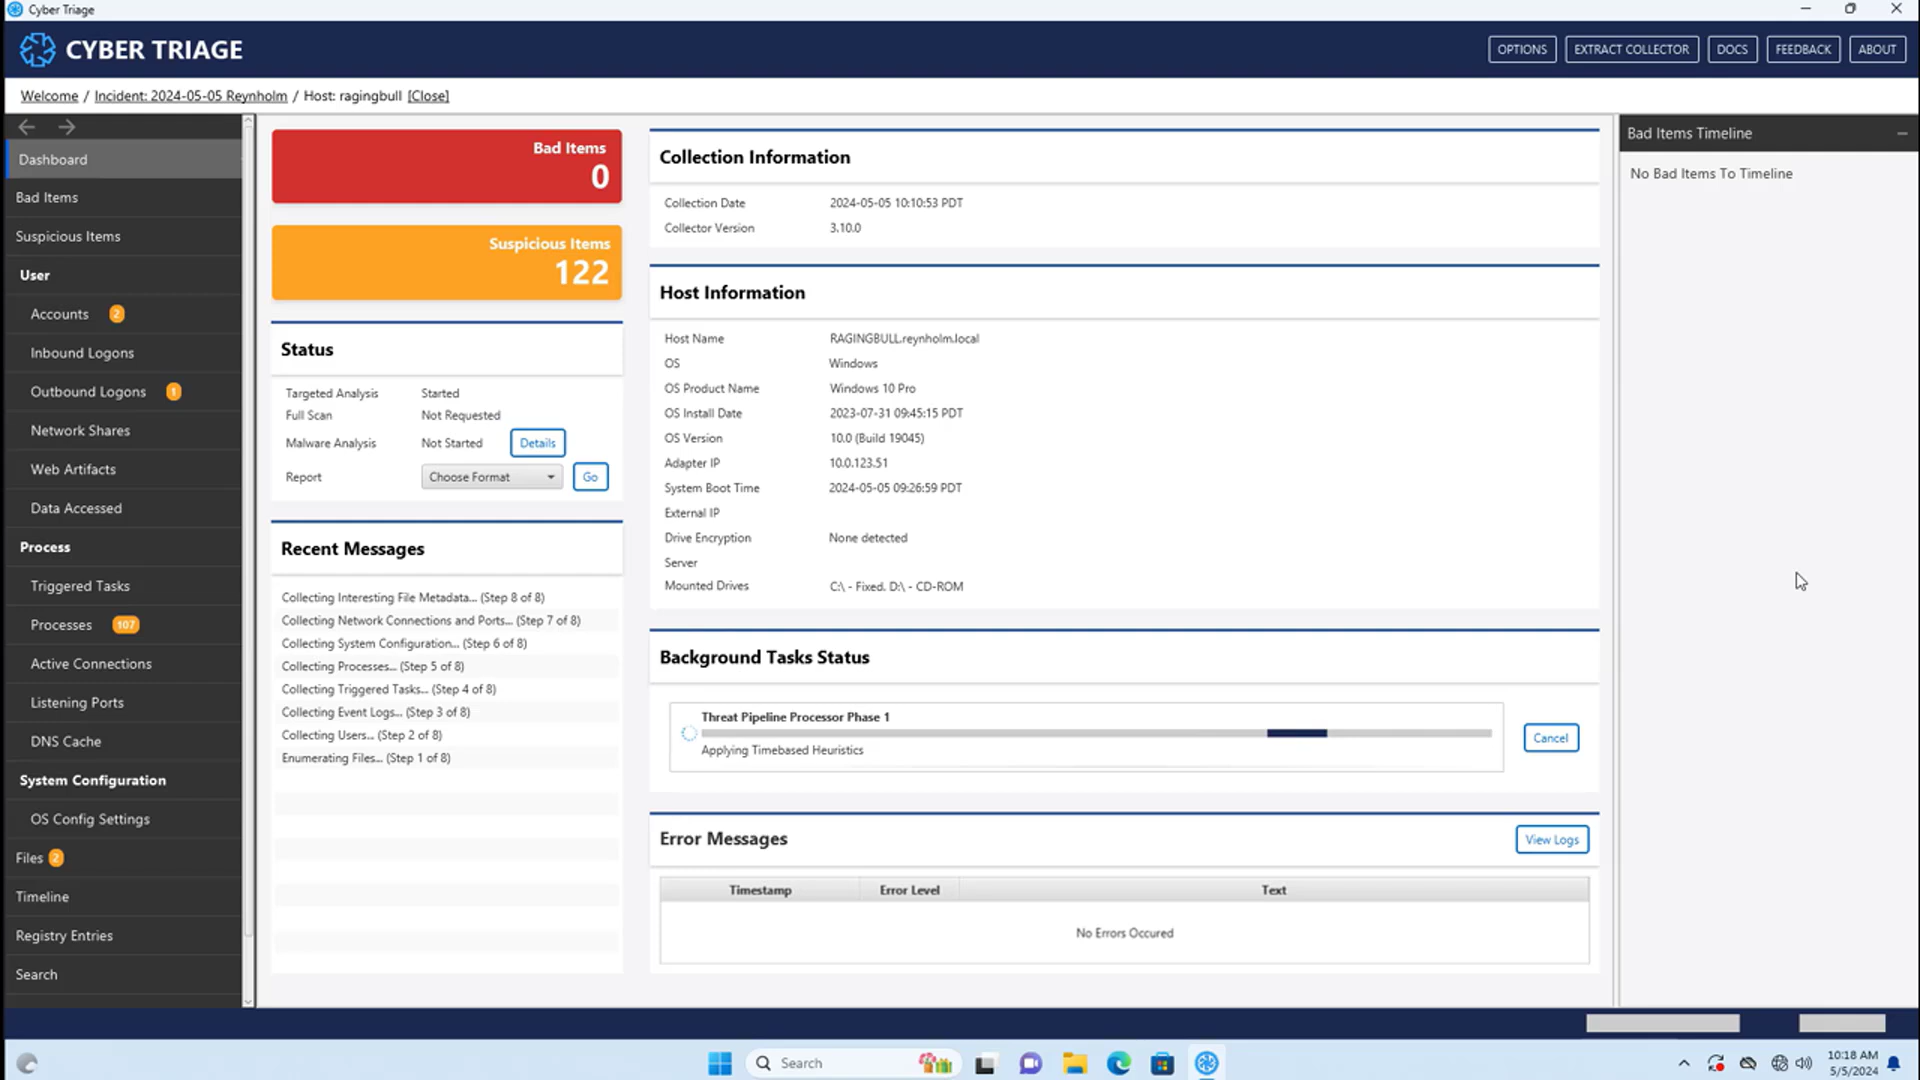 Cyber Triage
CYBER TRIAGE
OPTIONS
EXTRACT COLLECTOR
DOCS
FEEDBACK
ABOUT
Welcome / Incident: 2024-05-05 Reynholm / Host: ragingbull [Close]
Dashboard
Bad Items
Suspicious Items
User
Accounts 2
Inbound Logons
Outbound Logons 1
Network Shares
Web Artifacts
Data Accessed
Process
Triggered Tasks
Processes 107
Active Connections
Listening Ports
DNS Cache
System Configuration
OS Config Settings
Files 2
Timeline
Registry Entries
Search
Bad Items
0
Suspicious Items
122
Status
Targeted Analysis Started
Full Scan Not Requested
Malware Analysis Not Started Details
Report Choose Format Go
Recent Messages
Collecting Interesting File Metadata... (Step 8 of 8)
Collecting Network Connections and Ports... (Step 7 of 8)
Collecting System Configuration... (Step 6 of 8)
Collecting Processes... (Step 5 of 8)
Collecting Triggered Tasks... (Step 4 of 8)
Collecting Event Logs... (Step 3 of 8)
Collecting Users... (Step 2 of 8)
Enumerating Files... (Step 1 of 8)
Collection Information
Collection Date 2024-05-05 10:10:53 PDT
Collector Version 3.10.0
Host Information
Host Name RAGINGBULL.reynholm.local
OS Windows
OS Product Name Windows 10 Pro
OS Install Date 2023-07-31 09:45:15 PDT
OS Version 10.0 (Build 19045)
Adapter IP 10.0.123.51
System Boot Time 2024-05-05 09:26:59 PDT
External IP
Drive Encryption None detected
Server
Mounted Drives C:\ - Fixed. D:\ - CD-ROM
Background Tasks Status
Threat Pipeline Processor Phase 1
Applying Timebased Heuristics
Cancel
Error Messages
View Logs
Timestamp Error Level Text
No Errors Occured
Bad Items Timeline
No Bad Items To Timeline
Search
10:18 AM
5/5/2024